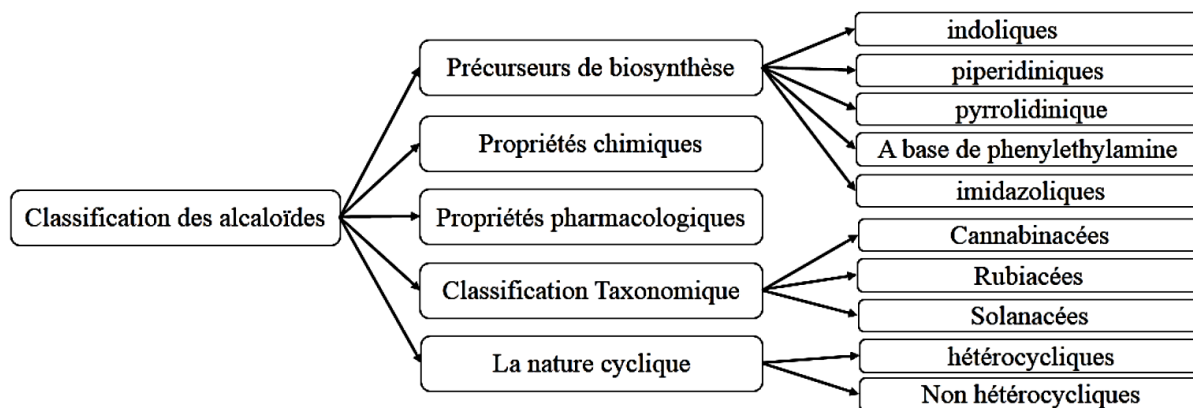 Classification des alcaloïdes
Précurseurs de biosynthèse
Propriétés chimiques
Propriétés pharmacologiques
Classification Taxonomique
La nature cyclique
indoliques
piperidiniques
pyrrolidinique
A base de phenylethylamine
imidazoliques
Cannabinacées
Rubiacées
Solanacées
hétérocycliques
Non hétérocycliques